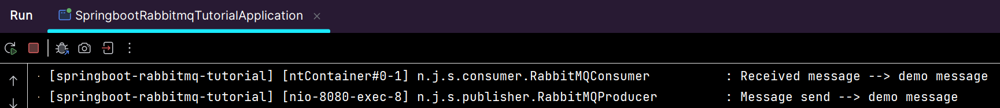 Run SpringbootRabbitmqTutorialApplication
[springboot-rabbitmq-tutorial] [ntContainer#0-1] n.j.s.consumer.RabbitMQConsumer : Received message --> demo message
[springboot-rabbitmq-tutorial] [nio-8080-exec-8] n.j.s.publisher.RabbitMQProducer : Message send --> demo message